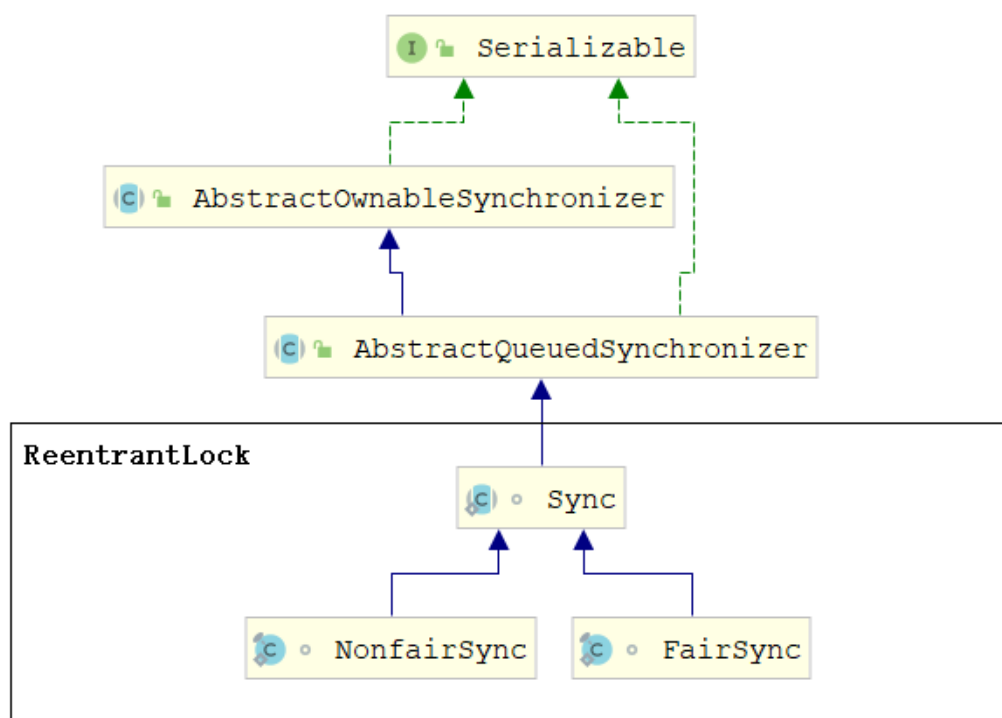 I Serializable
C AbstractOwnableSynchronizer
C AbstractQueuedSynchronizer
ReentrantLock
C Sync
C NonfairSync
C FairSync